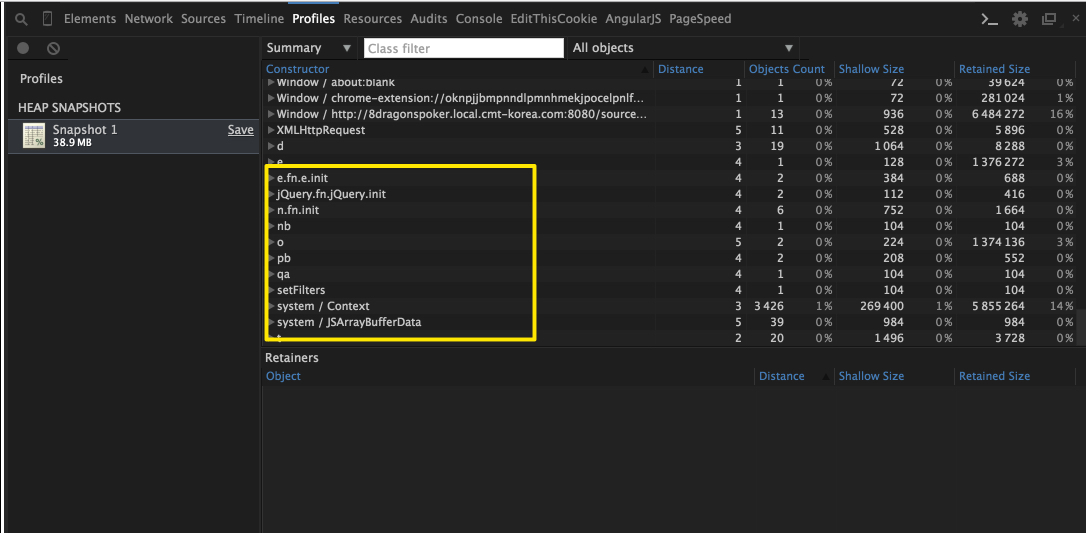 Elements Network Sources Timeline Profiles Resources Audits Console EditThisCookie AngularJS PageSpeed
Summary ▼ Class filter All objects ▼
Profiles
HEAP SNAPSHOTS
Snapshot 1 Save
38.9 MB
Constructor Distance Objects Count Shallow Size Retained Size
Window / about:blank 1 1 0% 72 0% 39 624 0%
Window / chrome-extension://oknpjjbmpnndlpmnhmekjpocelpnlf... 1 1 0% 72 0% 281 024 1%
Window / http://8dragonspoker.local.cmt-korea.com:8080/source... 1 13 0% 936 0% 6 484 272 16%
XMLHttpRequest 5 11 0% 528 0% 5 896 0%
d 3 19 0% 1 064 0% 8 288 0%
e 4 1 0% 128 0% 1 376 272 3%
e.fn.e.init 4 2 0% 384 0% 688 0%
jQuery.fn.jQuery.init 4 2 0% 112 0% 416 0%
n.fn.init 4 6 0% 752 0% 1 664 0%
nb 4 1 0% 104 0% 104 0%
o 5 2 0% 224 0% 1 374 136 3%
pb 4 2 0% 208 0% 552 0%
qa 4 1 0% 104 0% 104 0%
setFilters 4 1 0% 104 0% 104 0%
system / Context 3 3 426 1% 269 400 1% 5 855 264 14%
system / JSArrayBufferData 5 39 0% 984 0% 984 0%
t 2 20 0% 1 496 0% 3 728 0%
Retainers
Object Distance Shallow Size Retained Size